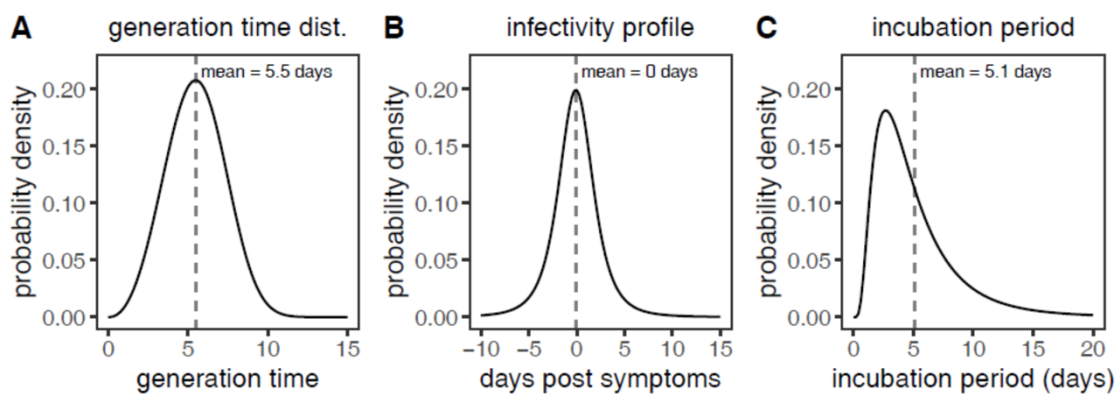 A generation time dist.
mean = 5.5 days
probability density
0.20
0.15
0.10
0.05
0.00
0 5 10 15
generation time
B infectivity profile
mean = 0 days
probability density
0.20
0.15
0.10
0.05
0.00
−10 −5 0 5 10 15
days post symptoms
C incubation period
mean = 5.1 days
probability density
0.20
0.15
0.10
0.05
0.00
0 5 10 15 20
incubation period (days)